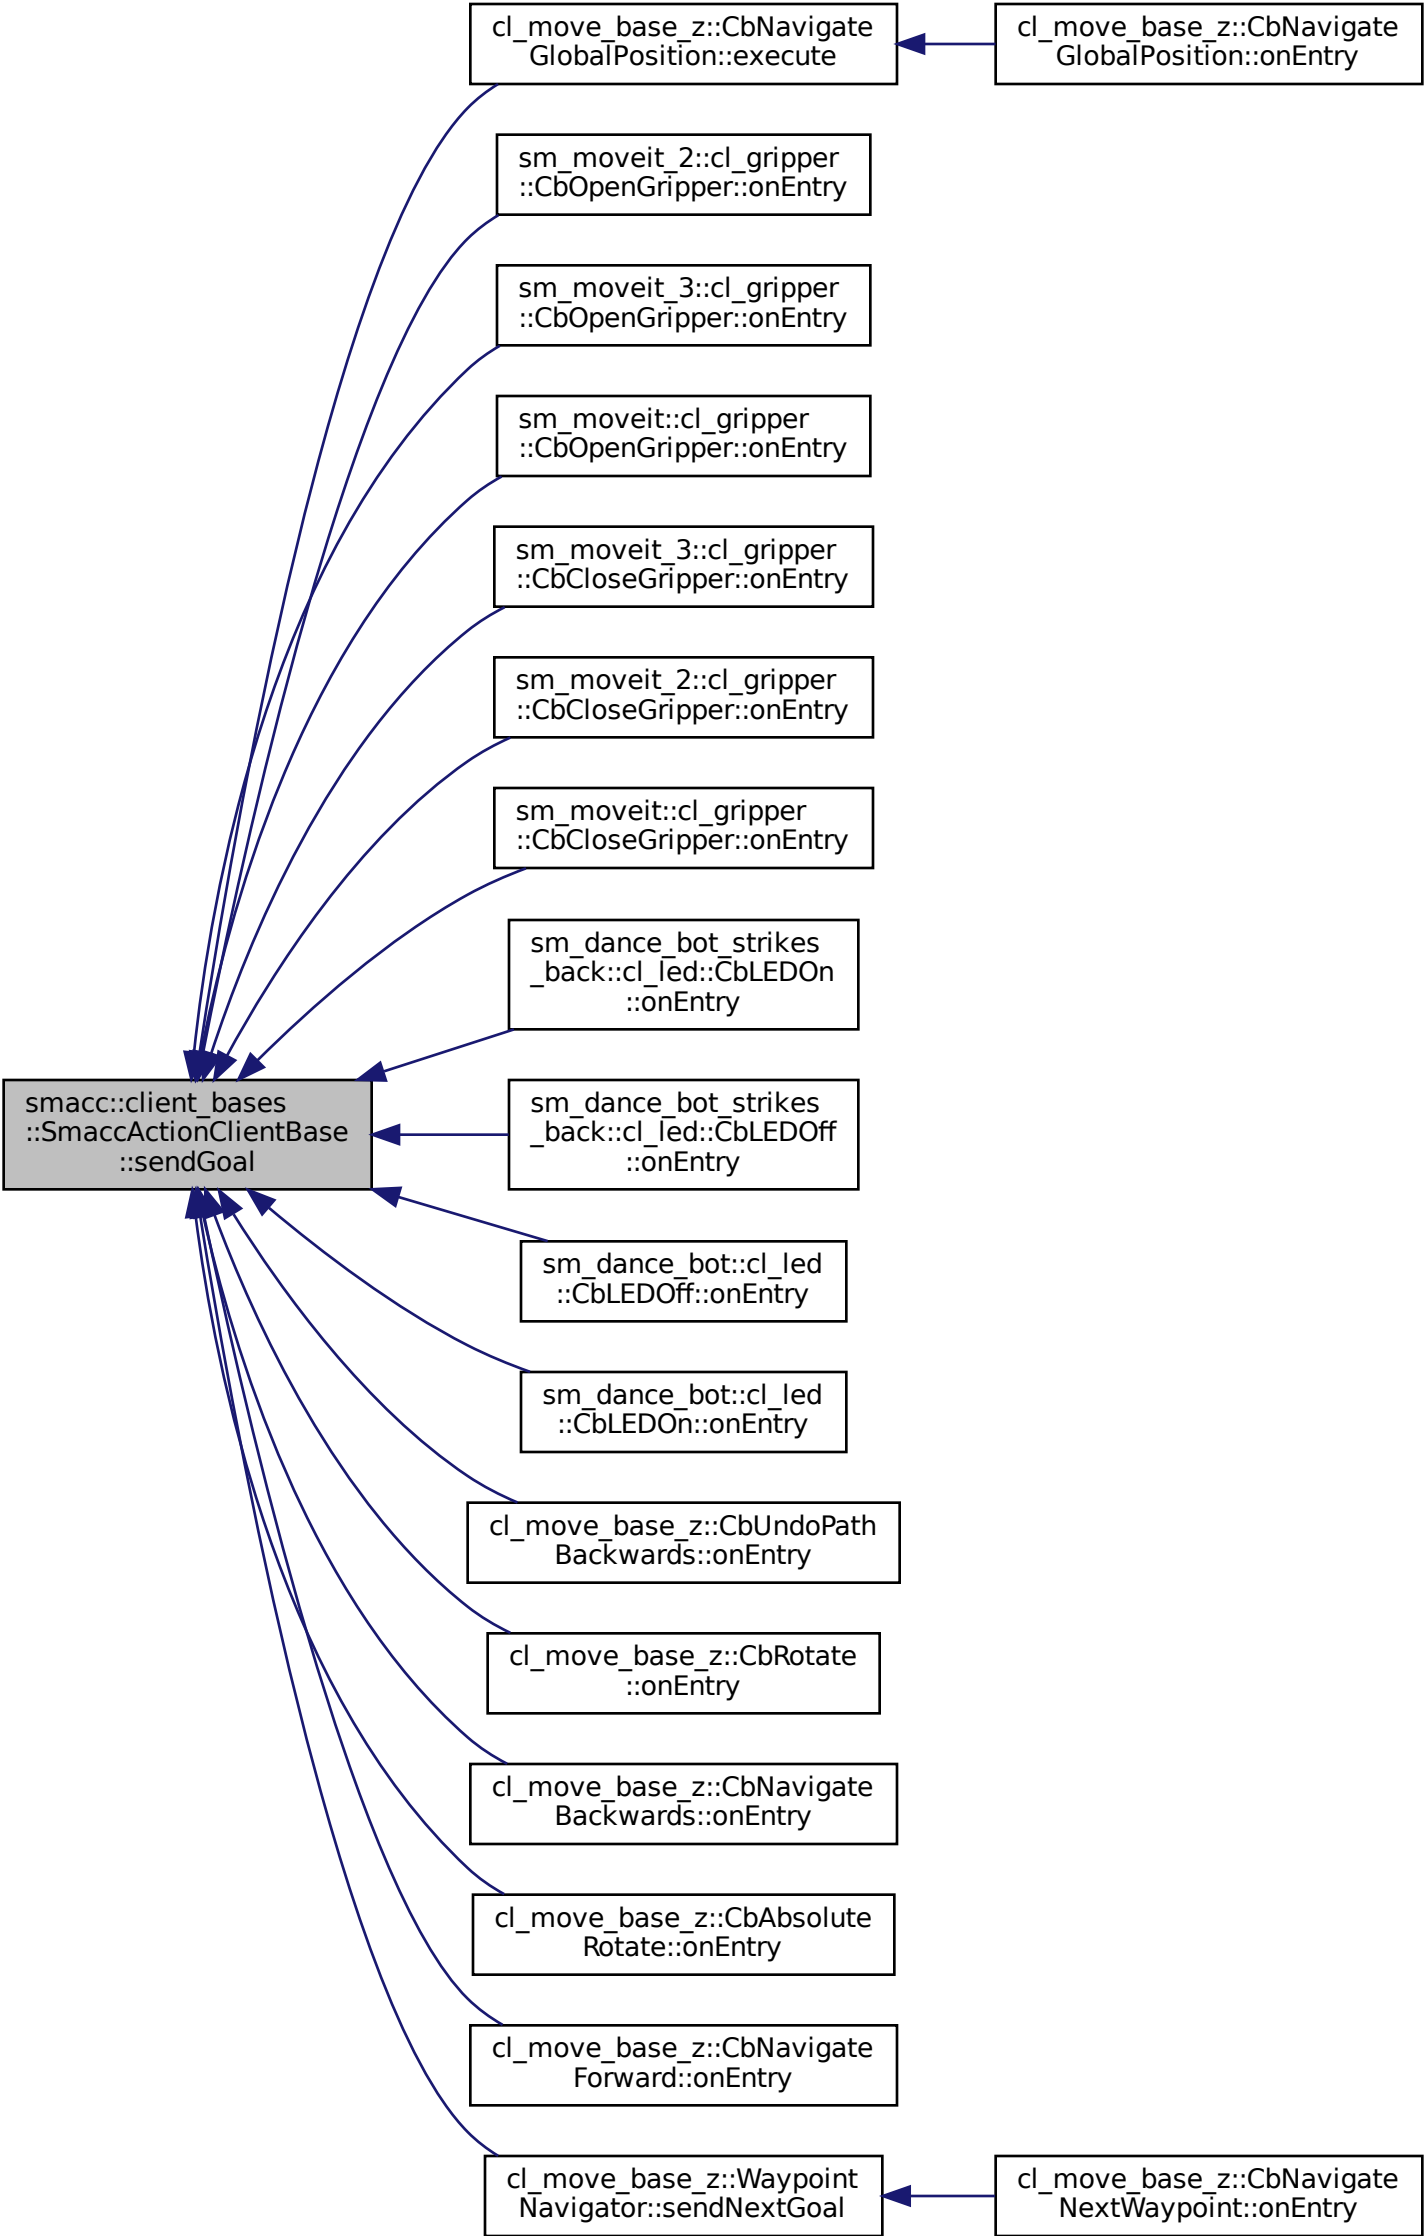 cl_move_base_z::CbNavigate
GlobalPosition::execute
cl_move_base_z::CbNavigate
GlobalPosition::onEntry
sm_moveit_2::cl_gripper
::CbOpenGripper::onEntry
sm_moveit_3::cl_gripper
::CbOpenGripper::onEntry
sm_moveit::cl_gripper
::CbOpenGripper::onEntry
sm_moveit_3::cl_gripper
::CbCloseGripper::onEntry
sm_moveit_2::cl_gripper
::CbCloseGripper::onEntry
sm_moveit::cl_gripper
::CbCloseGripper::onEntry
sm_dance_bot_strikes
_back::cl_led::CbLEDOn
::onEntry
smacc::client_bases
::SmaccActionClientBase
::sendGoal
sm_dance_bot_strikes
_back::cl_led::CbLEDOff
::onEntry
sm_dance_bot::cl_led
::CbLEDOff::onEntry
sm_dance_bot::cl_led
::CbLEDOn::onEntry
cl_move_base_z::CbUndoPath
Backwards::onEntry
cl_move_base_z::CbRotate
::onEntry
cl_move_base_z::CbNavigate
Backwards::onEntry
cl_move_base_z::CbAbsolute
Rotate::onEntry
cl_move_base_z::CbNavigate
Forward::onEntry
cl_move_base_z::Waypoint
Navigator::sendNextGoal
cl_move_base_z::CbNavigate
NextWaypoint::onEntry